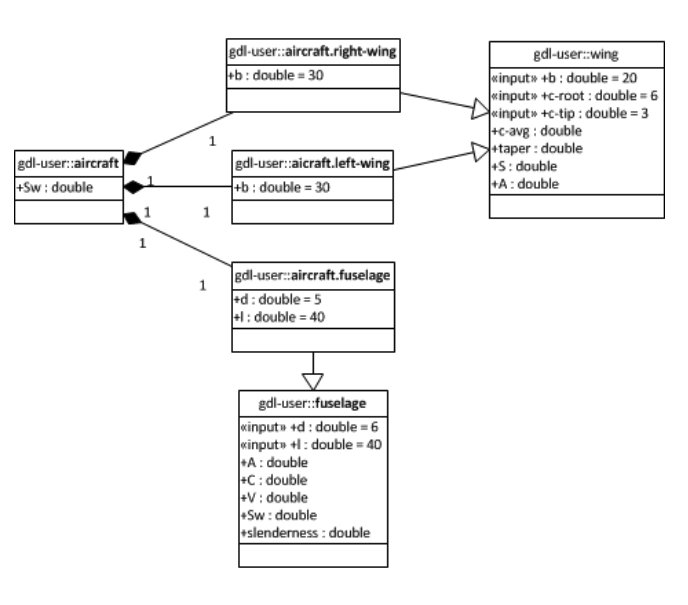 gdl-user::aircraft.right-wing
+b : double = 30
gdl-user::wing
«input» +b : double = 20
«input» +c-root : double = 6
«input» +c-tip : double = 3
+c-avg : double
+taper : double
+S : double
+A : double
1
gdl-user::aircraft
+Sw : double
1
1
1
gdl-user::aicraft.left-wing
+b : double = 30
1
1
gdl-user::aircraft.fuselage
+d : double = 5
+l : double = 40
gdl-user::fuselage
«input» +d : double = 6
«input» +l : double = 40
+A : double
+C : double
+V : double
+Sw : double
+slenderness : double